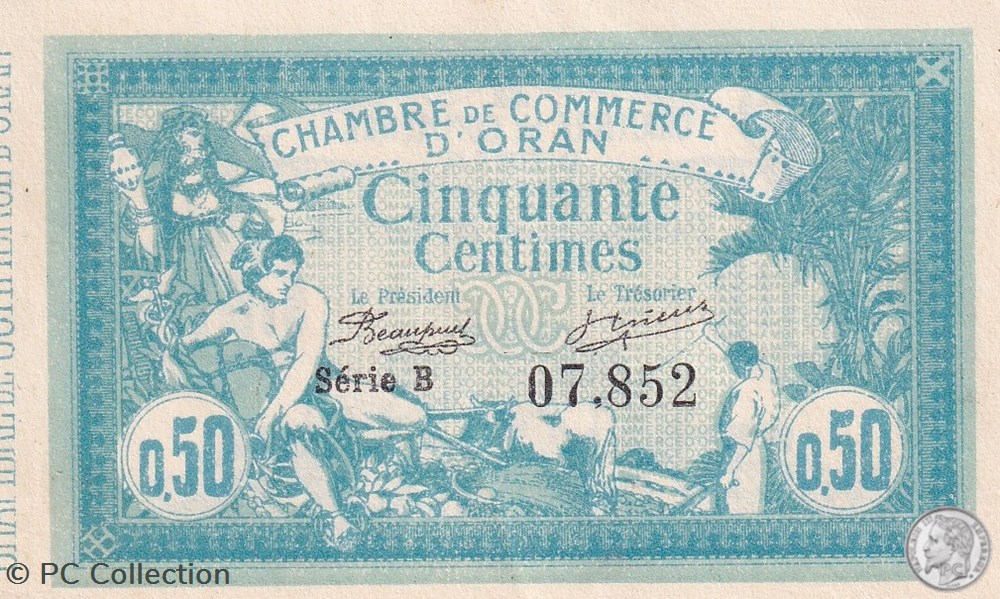 CHAMBRE DE COMMERCE
D'ORAN
Cinquante
Centimes
Le Président
Le Trésorier
Série B
07,852
0,50
0,50
© PC Collection